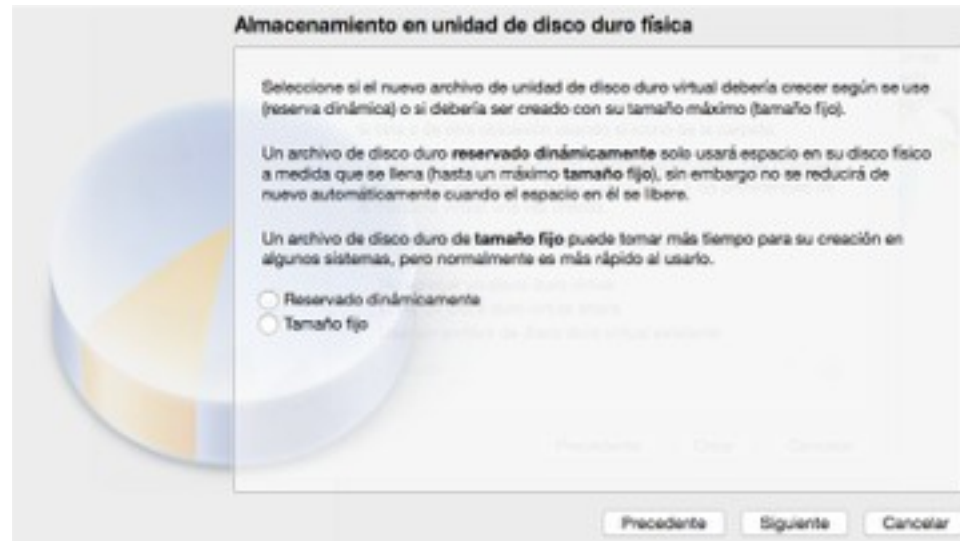 Almacenamiento en unidad de disco duro física
Seleccione si el nuevo archivo de unidad de disco duro virtual debería crecer según se use
(reserva dinámica) o si debería ser creado con su tamaño máximo (tamaño fijo).
Un archivo de disco duro reservado dinámicamente solo usará espacio en su disco físico
a medida que se llena (hasta un máximo tamaño fijo), sin embargo no se reducirá de
nuevo automáticamente cuando el espacio en él se libere.
Un archivo de disco duro de tamaño fijo puede tomar más tiempo para su creación en
algunos sistemas, pero normalmente es más rápido al usarlo.
Reservado dinámicamente
Tamaño fijo
Precedente Siguiente Cancelar